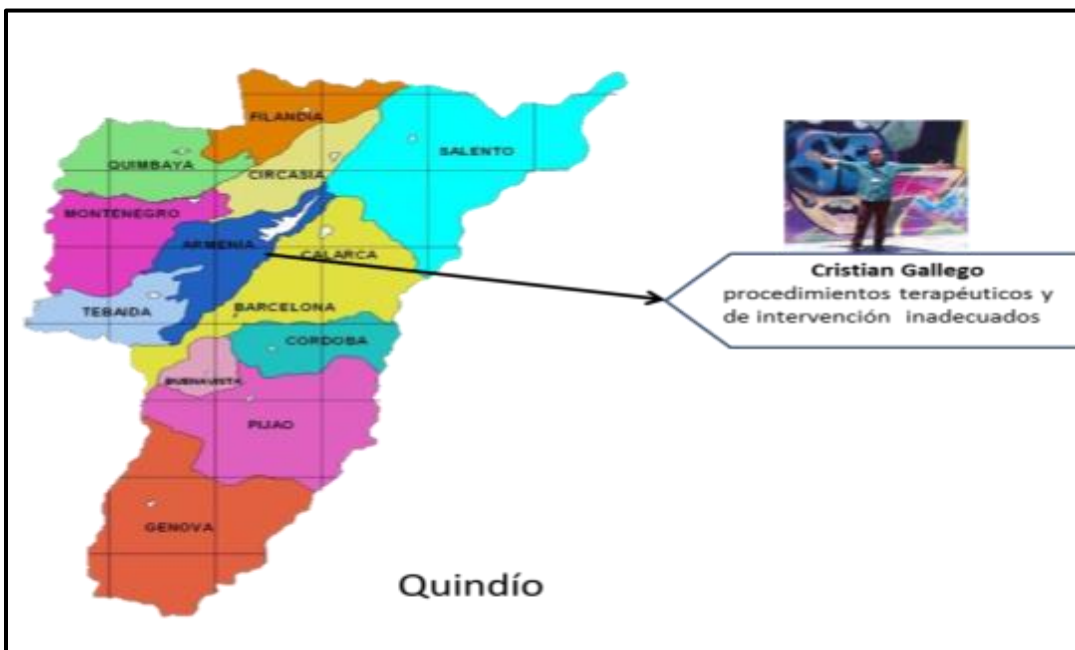 FILANDIA
SALENTO
QUIMBAYA
CIRCASIA
MONTENEGRO
ARMENIA
CALARCA
TEBAIDA
BARCELONA
CORDOBA
BUENAVISTA
PIJAO
GENOVA
Quindío
Cristian Gallego
procedimientos terapéuticos y
de intervención inadecuados